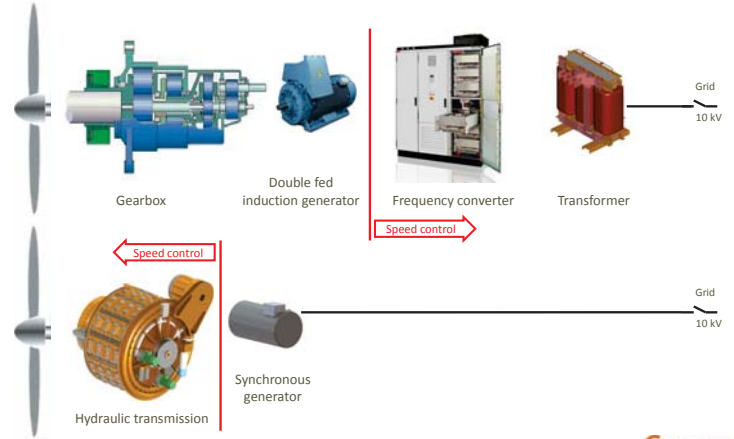 Grid
10 kV
Gearbox
Double fed
induction generator
Frequency converter
Transformer
Speed control
Speed control
Grid
10 kV
Synchronous
generator
Hydraulic transmission